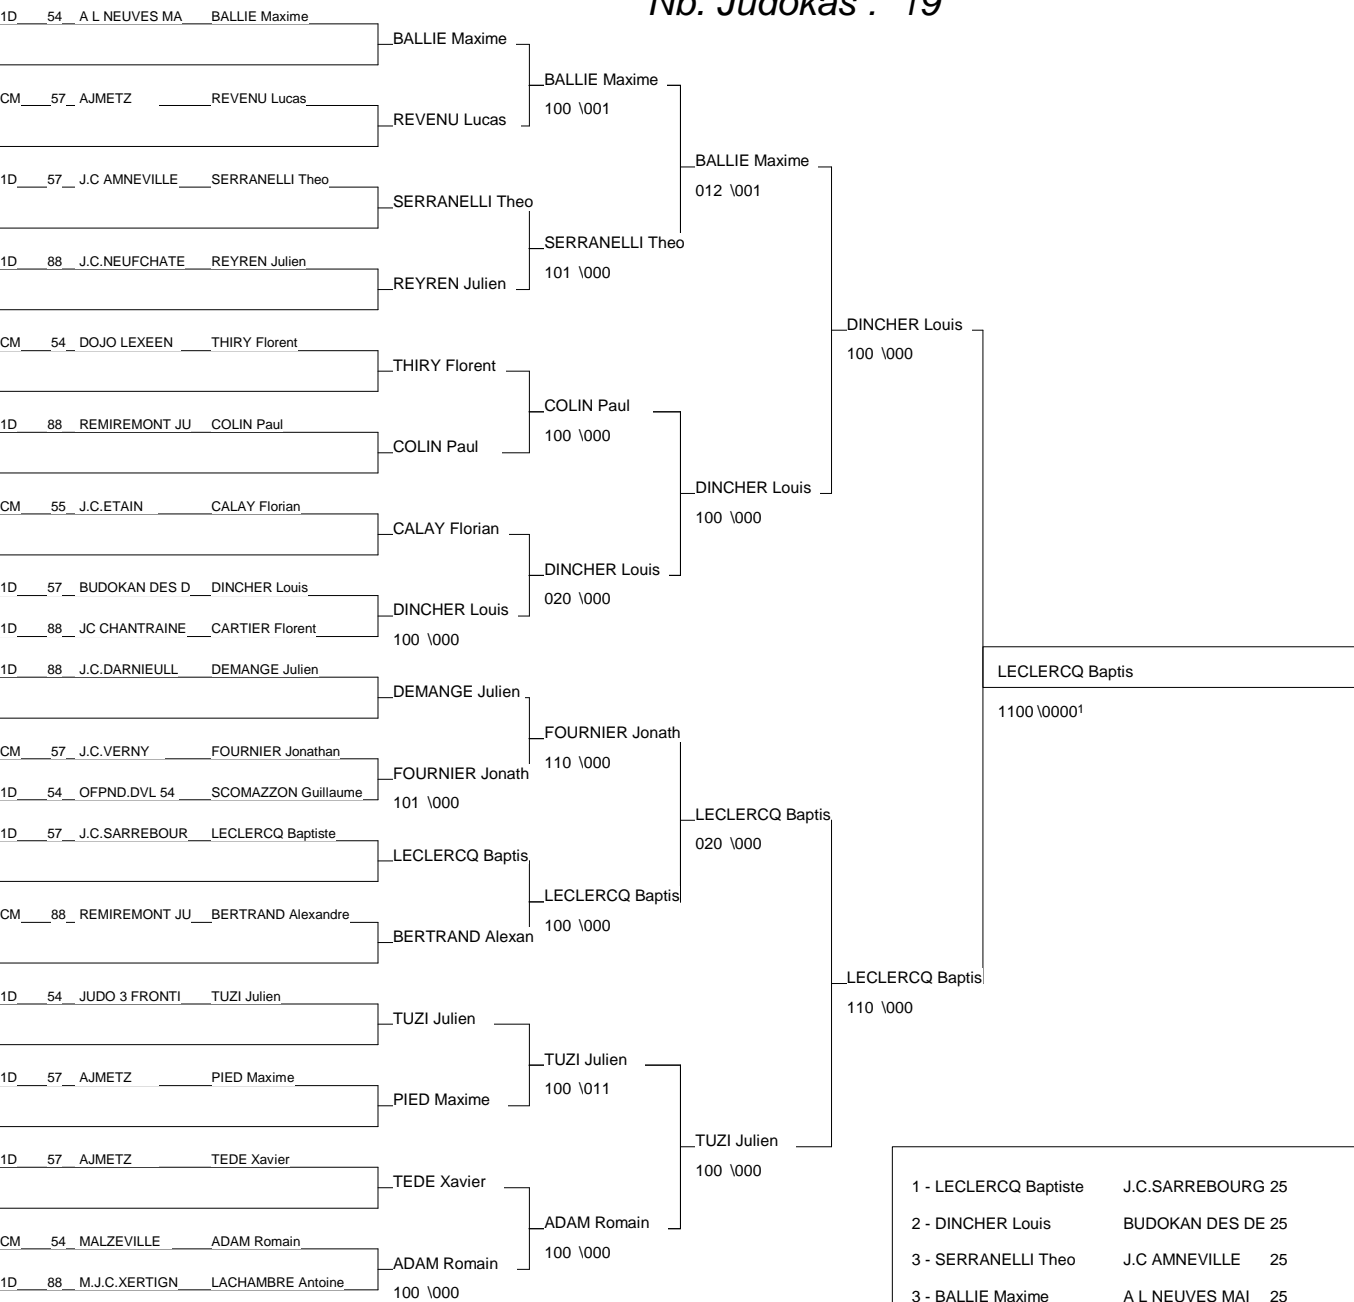 Nb. Judokas : 19
1D 54 A L NEUVES MA BALLIE Maxime
BALLIE Maxime
BALLIE Maxime
100 \001
CM 57 AJMETZ REVENU Lucas
REVENU Lucas
BALLIE Maxime
012 \001
1D 57 J.C AMNEVILLE SERRANELLI Theo
SERRANELLI Theo
SERRANELLI Theo
101 \000
1D 88 J.C.NEUFCHATE REYREN Julien
REYREN Julien
DINCHER Louis
100 \000
CM 54 DOJO LEXEEN THIRY Florent
THIRY Florent
COLIN Paul
100 \000
1D 88 REMIREMONT JU COLIN Paul
COLIN Paul
DINCHER Louis
100 \000
CM 55 J.C.ETAIN CALAY Florian
CALAY Florian
DINCHER Louis
020 \000
1D 57 BUDOKAN DES D DINCHER Louis
DINCHER Louis
1D 88 JC CHANTRAINE CARTIER Florent
100 \000
1D 88 J.C.DARNIEULL DEMANGE Julien
LECLERCQ Baptis
1100 \0000¹
DEMANGE Julien
FOURNIER Jonath
110 \000
CM 57 J.C.VERNY FOURNIER Jonathan
FOURNIER Jonath
1D 54 OFPND.DVL 54 SCOMAZZON Guillaume
101 \000
LECLERCQ Baptis
020 \000
1D 57 J.C.SARREBOUR LECLERCQ Baptiste
LECLERCQ Baptis
LECLERCQ Baptis
100 \000
CM 88 REMIREMONT JU BERTRAND Alexandre
BERTRAND Alexan
LECLERCQ Baptis
110 \000
1D 54 JUDO 3 FRONTI TUZI Julien
TUZI Julien
TUZI Julien
100 \011
1D 57 AJMETZ PIED Maxime
PIED Maxime
TUZI Julien
100 \000
1D 57 AJMETZ TEDE Xavier
TEDE Xavier
ADAM Romain
100 \000
CM 54 MALZEVILLE ADAM Romain
ADAM Romain
1D 88 M.J.C.XERTIGN LACHAMBRE Antoine
100 \000
1 - LECLERCQ Baptiste J.C.SARREBOURG 25
2 - DINCHER Louis BUDOKAN DES DE 25
3 - SERRANELLI Theo J.C AMNEVILLE 25
3 - BALLIE Maxime A L NEUVES MAI 25